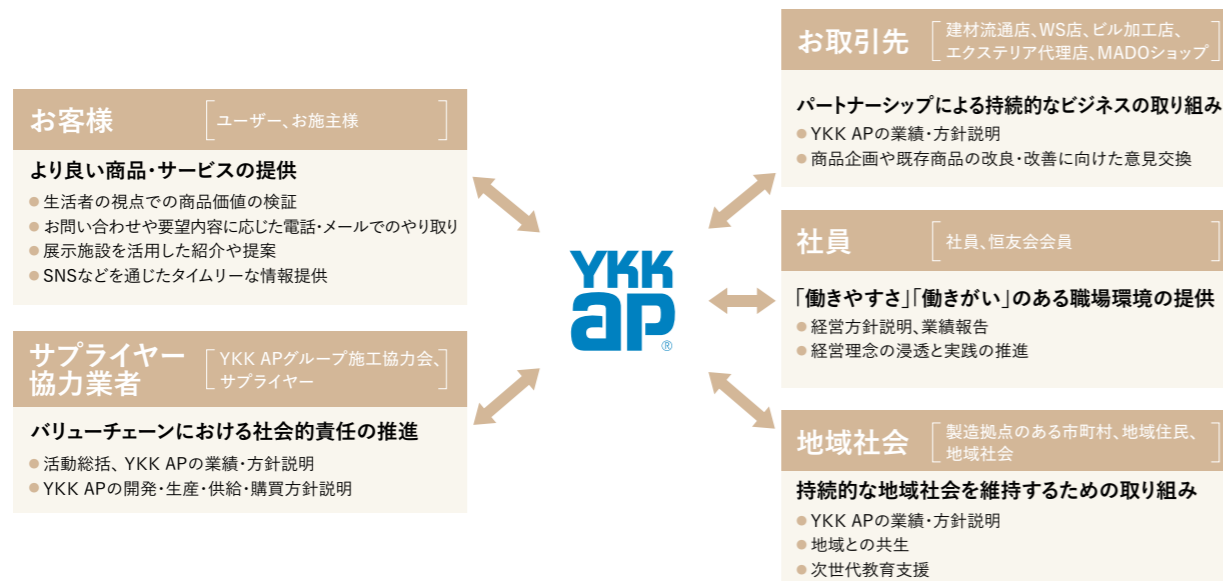 お客様
ユーザー、お施主様
より良い商品・サービスの提供
●生活者の視点での商品価値の検証
●お問い合わせや要望内容に応じた電話・メールでのやり取り
●展示施設を活用した紹介や提案
●SNSなどを通じたタイムリーな情報提供
サプライヤー
協力業者
YKK APグループ施工協力会、
サプライヤー
バリューチェーンにおける社会的責任の推進
●活動総括、YKK APの業績・方針説明
●YKK APの開発・生産・供給・購買方針説明
YKK
ap®
お取引先
建材流通店、WS店、ビル加工店、
エクステリア代理店、MADOショップ
パートナーシップによる持続的なビジネスの取り組み
●YKK APの業績・方針説明
●商品企画や既存商品の改良・改善に向けた意見交換
社員
社員、恒友会会員
「働きやすさ」「働きがい」のある職場環境の提供
●経営方針説明、業績報告
●経営理念の浸透と実践の推進
地域社会
製造拠点のある市町村、地域住民、
地域社会
持続的な地域社会を維持するための取り組み
●YKK APの業績・方針説明
●地域との共生
●次世代教育支援